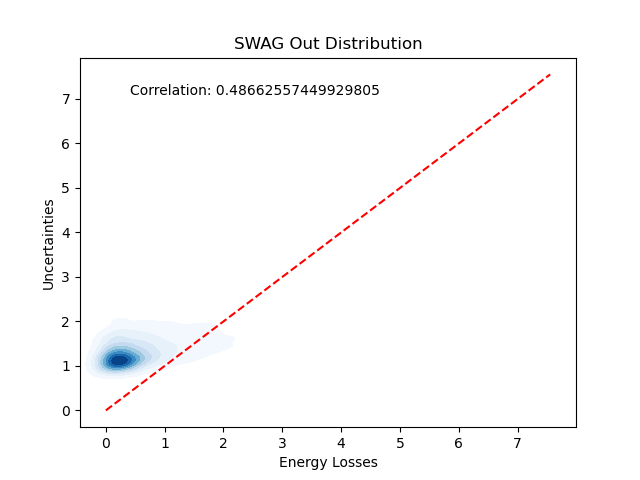 SWAG Out Distribution
Correlation: 0.48662557449929805
Uncertainties
7
6
5
4
3
2
1
0
0 1 2 3 4 5 6 7
Energy Losses